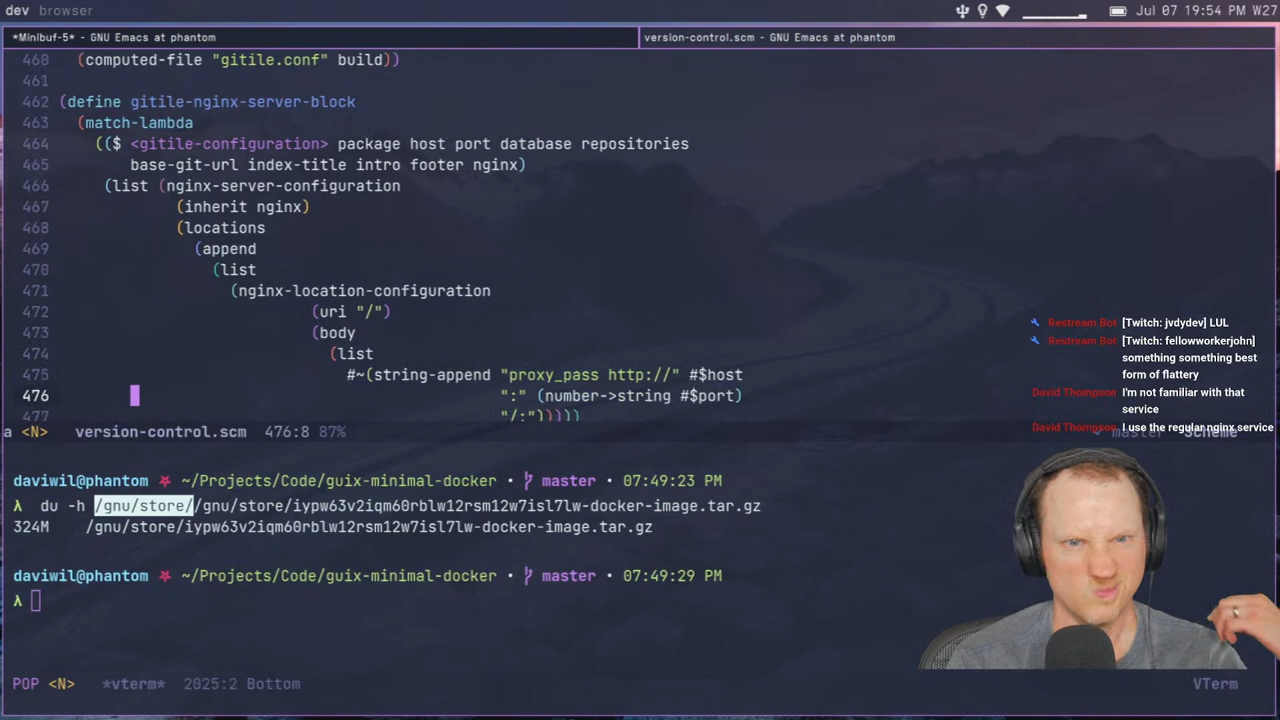 dev browser
Jul 07 19:54 PM W27
*Minibuf-5* - GNU Emacs at phantom
version-control.scm - GNU Emacs at phantom
460 (computed-file "gitile.conf" build))
461
462 (define gitile-nginx-server-block
463 (match-lambda
464 (($ <gitile-configuration> package host port database repositories
465 base-git-url index-title intro footer nginx)
466 (list (nginx-server-configuration
467 (inherit nginx)
468 (locations
469 (append
470 (list
471 (nginx-location-configuration
472 (uri "/")
473 (body
474 (list
475 #~(string-append "proxy_pass http://" #$host
476 ":" (number->string #$port)
477 "/;")))))
a <N> version-control.scm 476:8 87% master Scheme
Restream Bot [Twitch: jvdydev] LUL
Restream Bot [Twitch: fellowworkerjohn]
something something best
form of flattery
David Thompson I'm not familiar with that
service
David Thompson I use the regular nginx service
daviwil@phantom ~/Projects/Code/guix-minimal-docker • master • 07:49:23 PM
λ du -h /gnu/store//gnu/store/iypw63v2iqm60rblw12rsm12w7isl7lw-docker-image.tar.gz
324M /gnu/store/iypw63v2iqm60rblw12rsm12w7isl7lw-docker-image.tar.gz
daviwil@phantom ~/Projects/Code/guix-minimal-docker • master • 07:49:29 PM
λ
POP <N> *vterm* 2025:2 Bottom VTerm